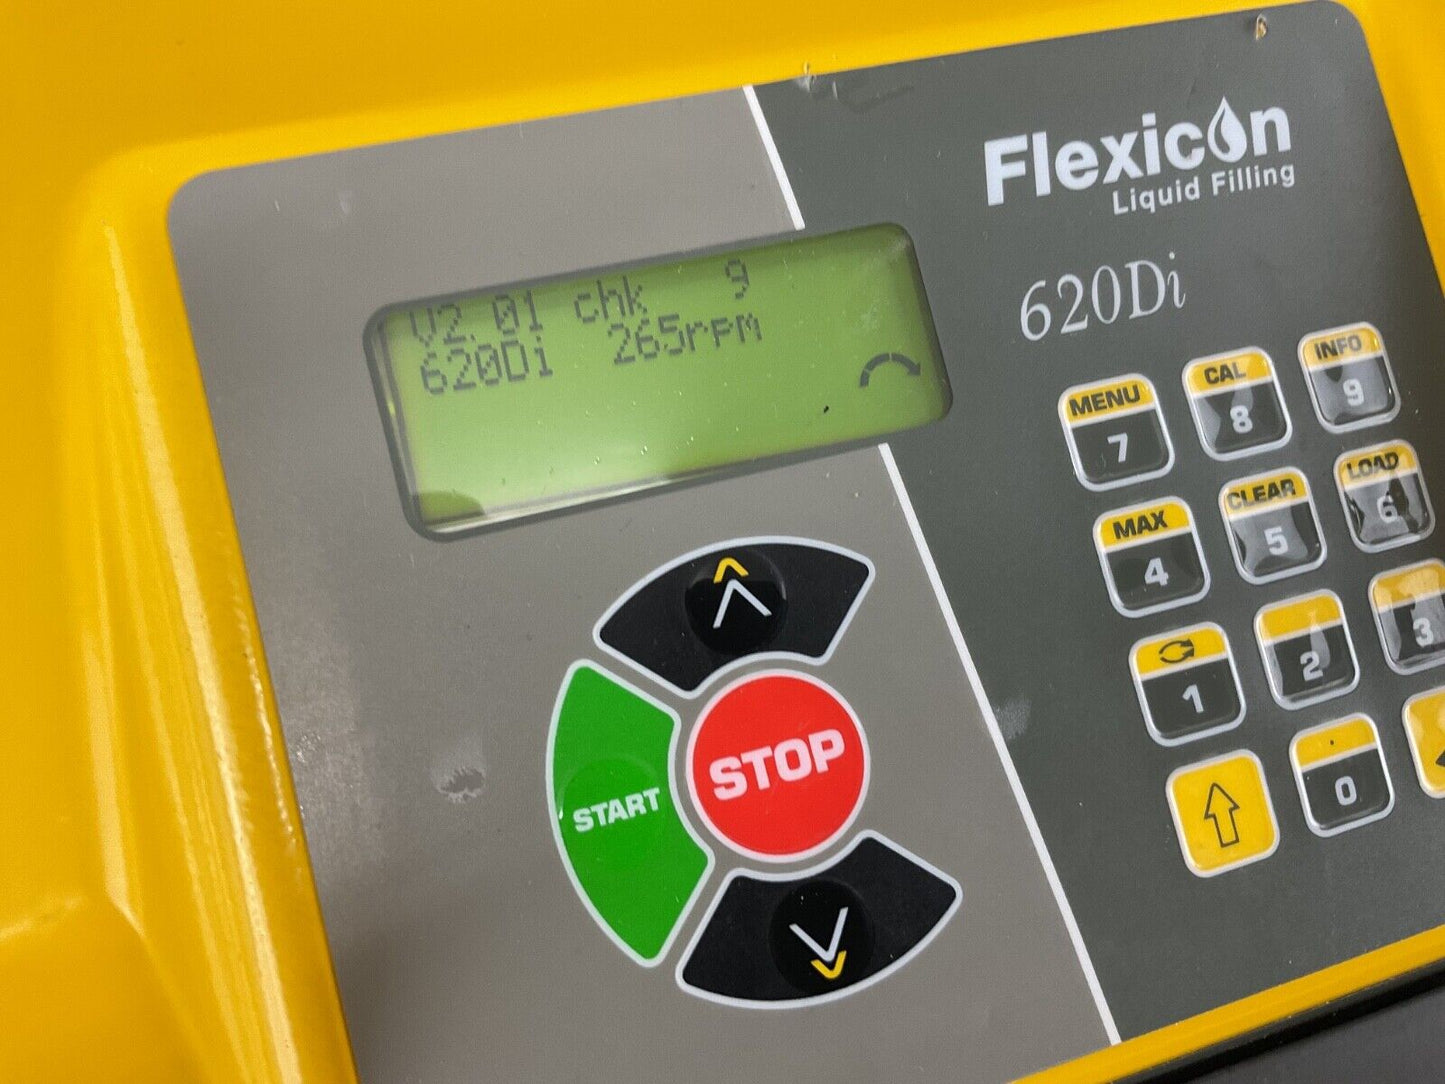 Flexicon
Liquid Filling
620Di
V2.01 chk 9
620Di 265rpm
MENU
7
CAL
8
INFO
9
MAX
4
CLEAR
5
LOAD
6
1
2
3
0
START
STOP